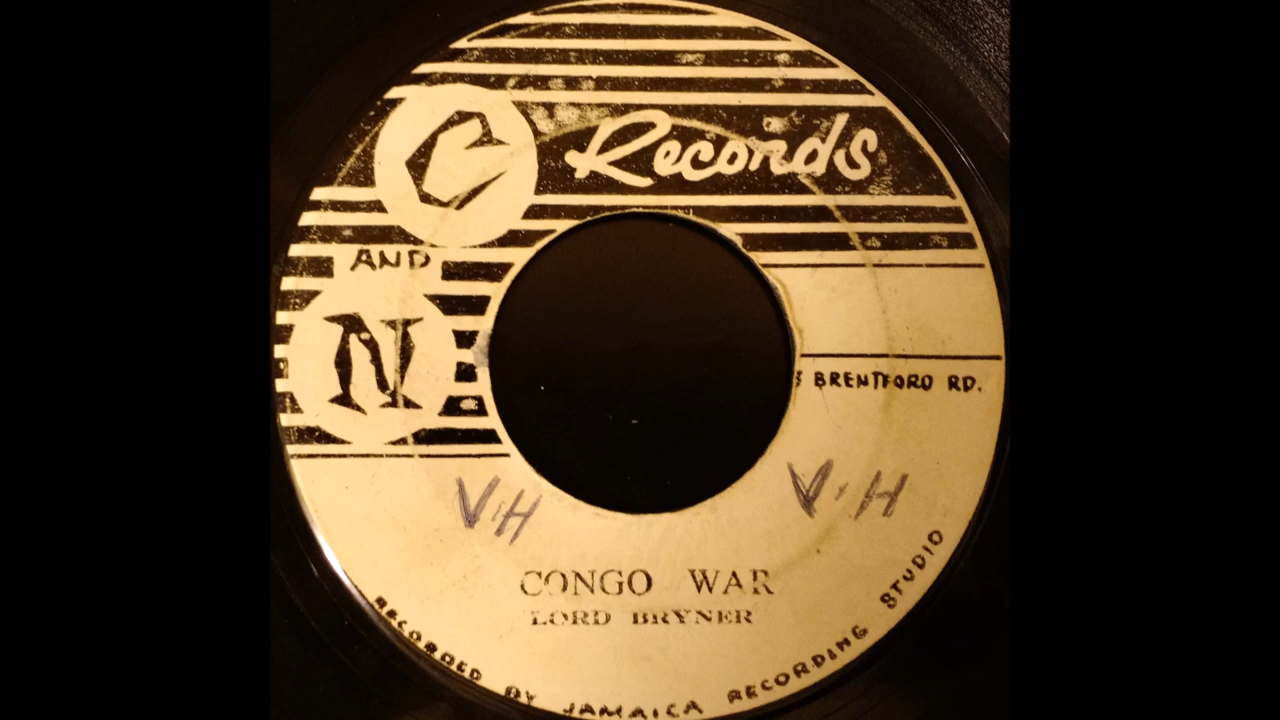 C Records
AND
N
BRENTFORD RD.
V.H V.H
CONGO WAR
LORD BRYNER
RECORDED BY JAMAICA RECORDING STUDIO